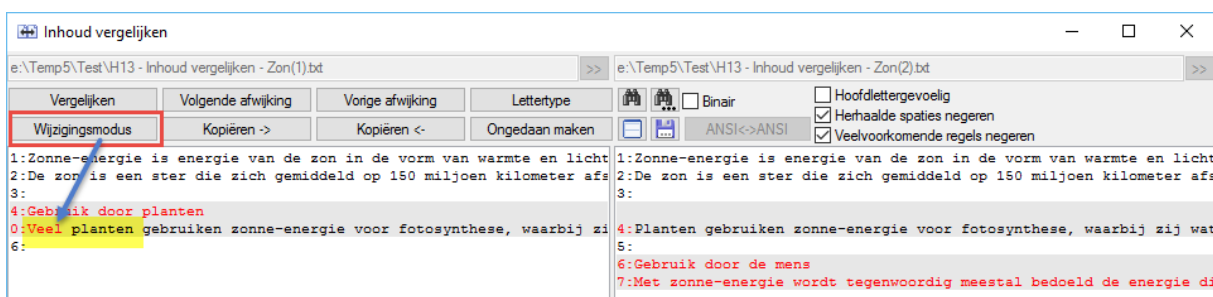 Inhoud vergelijken
e:\Temp5\Test\H13 - Inhoud vergelijken - Zon(1).txt >> e:\Temp5\Test\H13 - Inhoud vergelijken - Zon(2).txt >>
Vergelijken Volgende afwijking Vorige afwijking Lettertype Binair Hoofdlettergevoelig
Herhaalde spaties negeren
Wijzigingsmodus Kopiëren -> Kopiëren <- Ongedaan maken ANSI<->ANSI Veelvoorkomende regels negeren
1:Zonne-energie is energie van de zon in de vorm van warmte en licht 1:Zonne-energie is energie van de zon in de vorm van warmte en licht
2:De zon is een ster die zich gemiddeld op 150 miljoen kilometer afs 2:De zon is een ster die zich gemiddeld op 150 miljoen kilometer afs
3: 3:
4:Gebruik door planten
0:Veel planten gebruiken zonne-energie voor fotosynthese, waarbij zi 4:Planten gebruiken zonne-energie voor fotosynthese, waarbij zij wat
6: 5:
6:Gebruik door de mens
7:Met zonne-energie wordt tegenwoordig meestal bedoeld de energie di